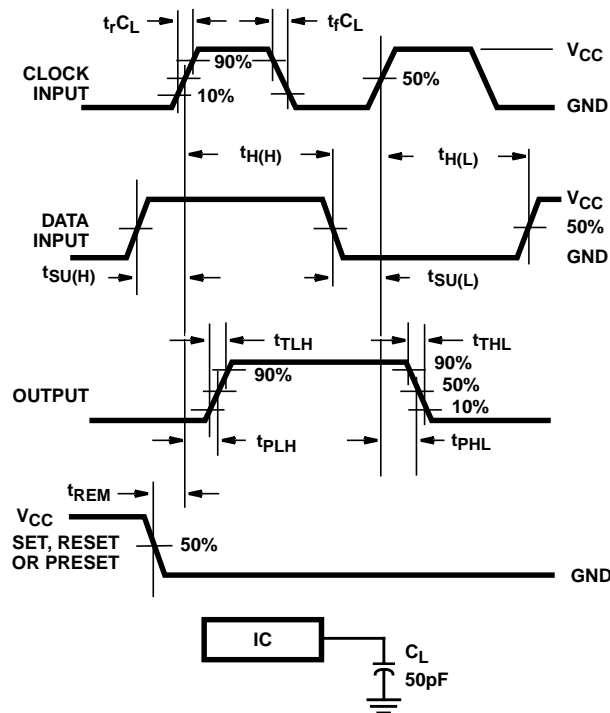 t_rC_L
t_fC_L
V_CC
CLOCK
INPUT
90%
10%
50%
GND
t_H(H)
t_H(L)
DATA
INPUT
V_CC
50%
GND
t_SU(H)
t_SU(L)
t_TLH
t_THL
OUTPUT
90%
90%
50%
10%
t_PLH
t_PHL
t_REM
V_CC
SET, RESET
OR PRESET
50%
GND
IC
C_L
50pF